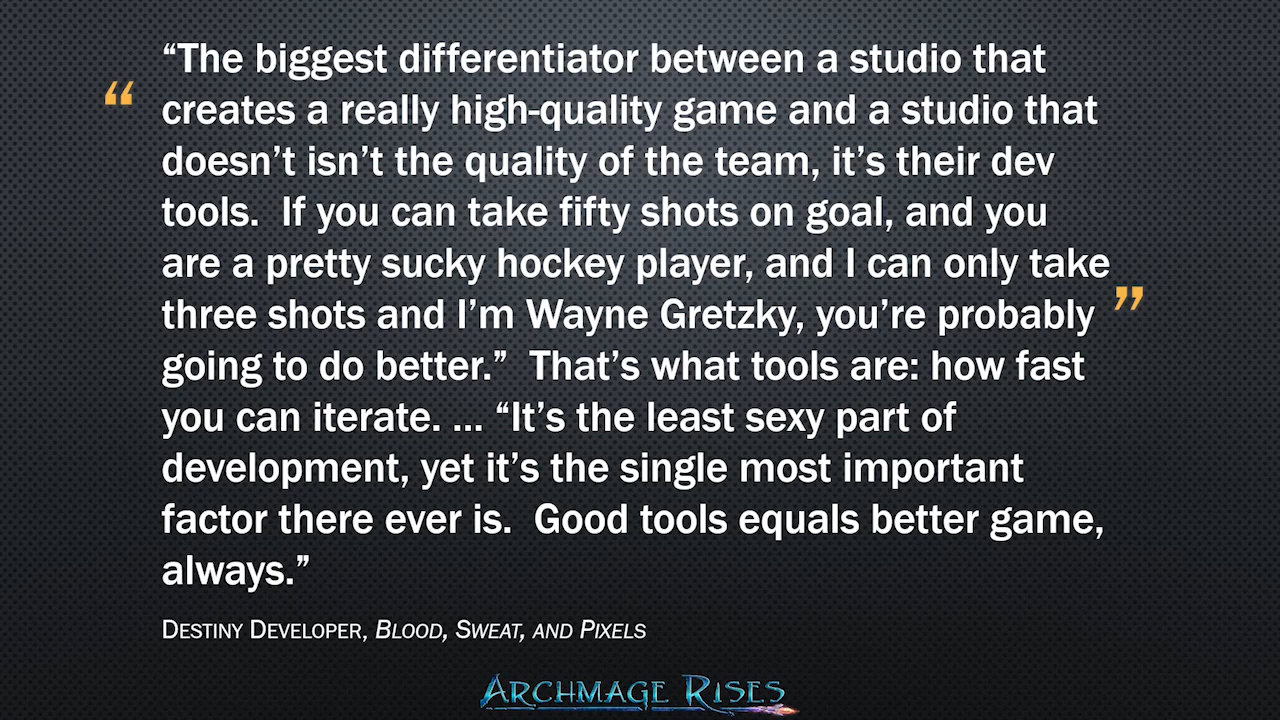 “The biggest differentiator between a studio that
“
creates a really high-quality game and a studio that
doesn’t isn’t the quality of the team, it’s their dev
tools.  If you can take fifty shots on goal, and you
are a pretty sucky hockey player, and I can only take
three shots and I’m Wayne Gretzky, you’re probably
”
going to do better.”  That’s what tools are: how fast
you can iterate. ... “It’s the least sexy part of
development, yet it’s the single most important
factor there ever is.  Good tools equals better game,
always.”
Destiny Developer, Blood, Sweat, and Pixels
Archmage Rises